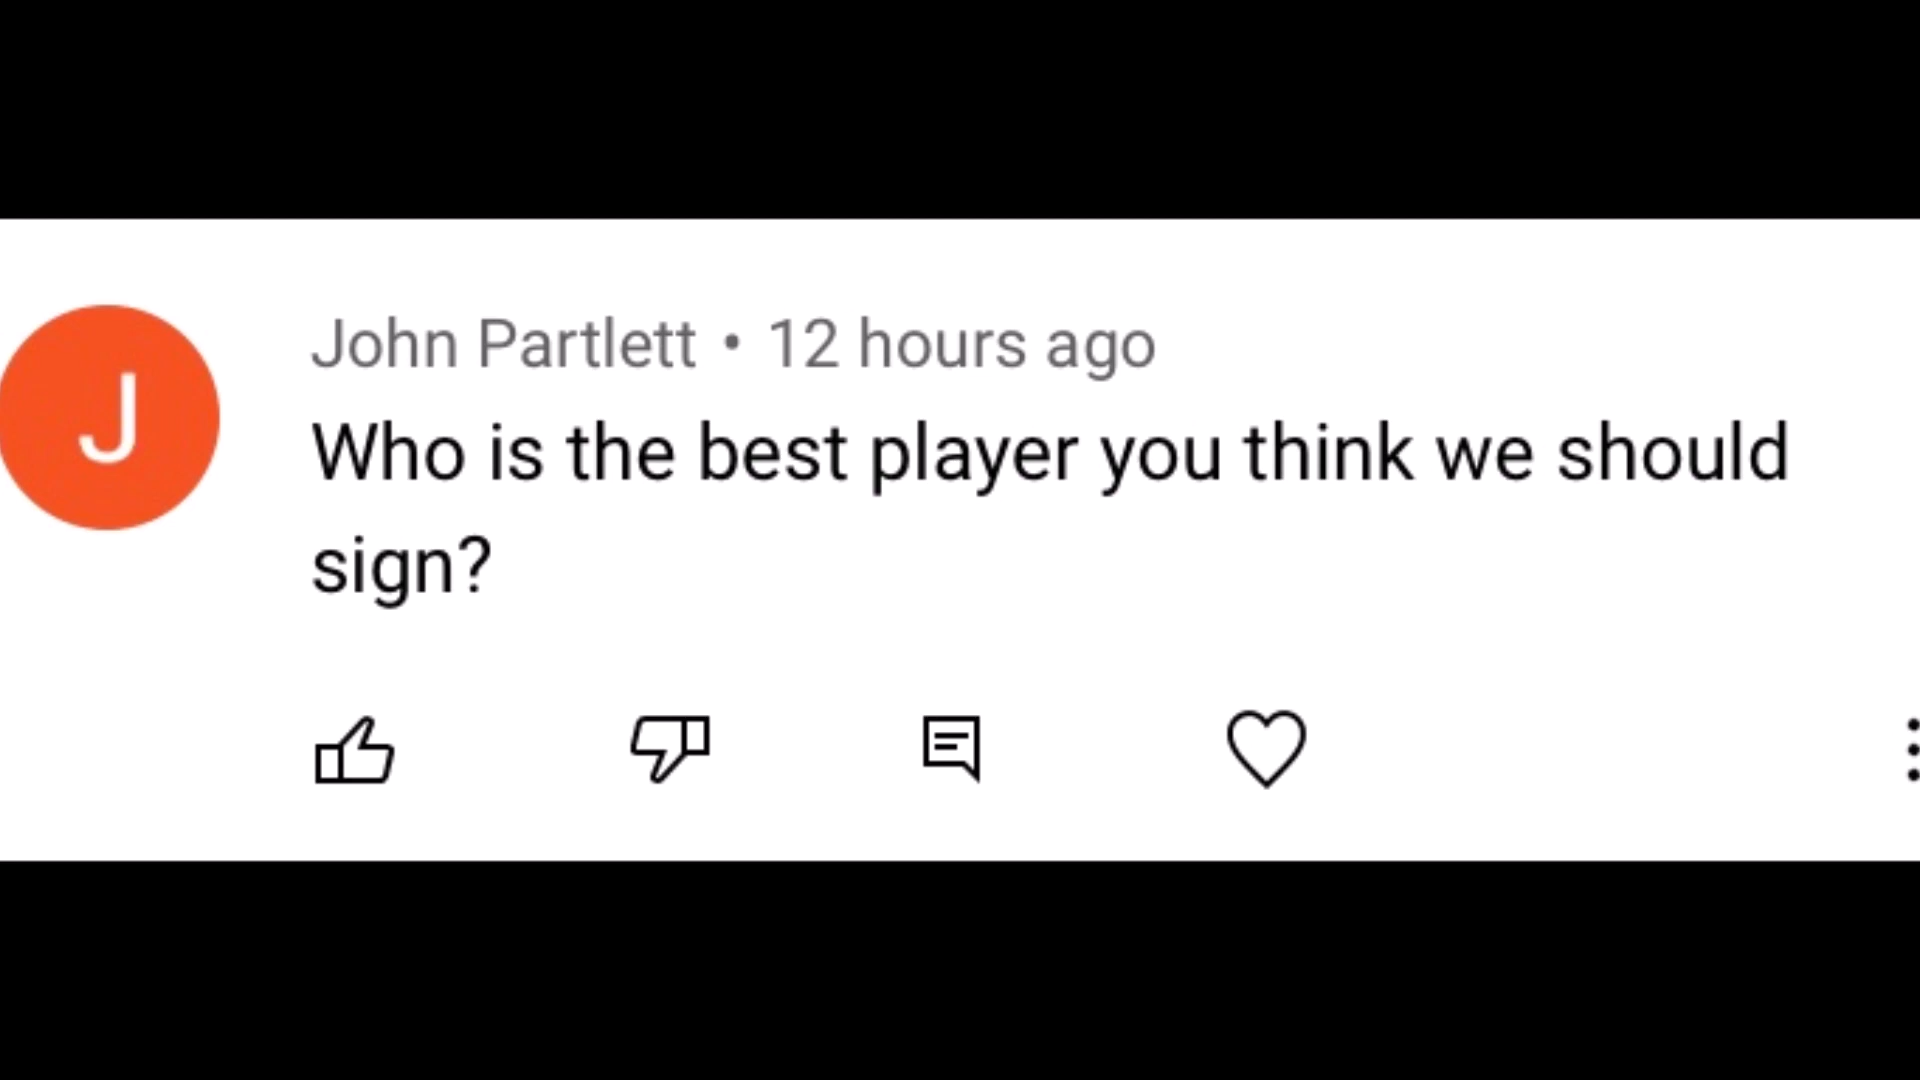 J
John Partlett • 12 hours ago
Who is the best player you think we should
sign?